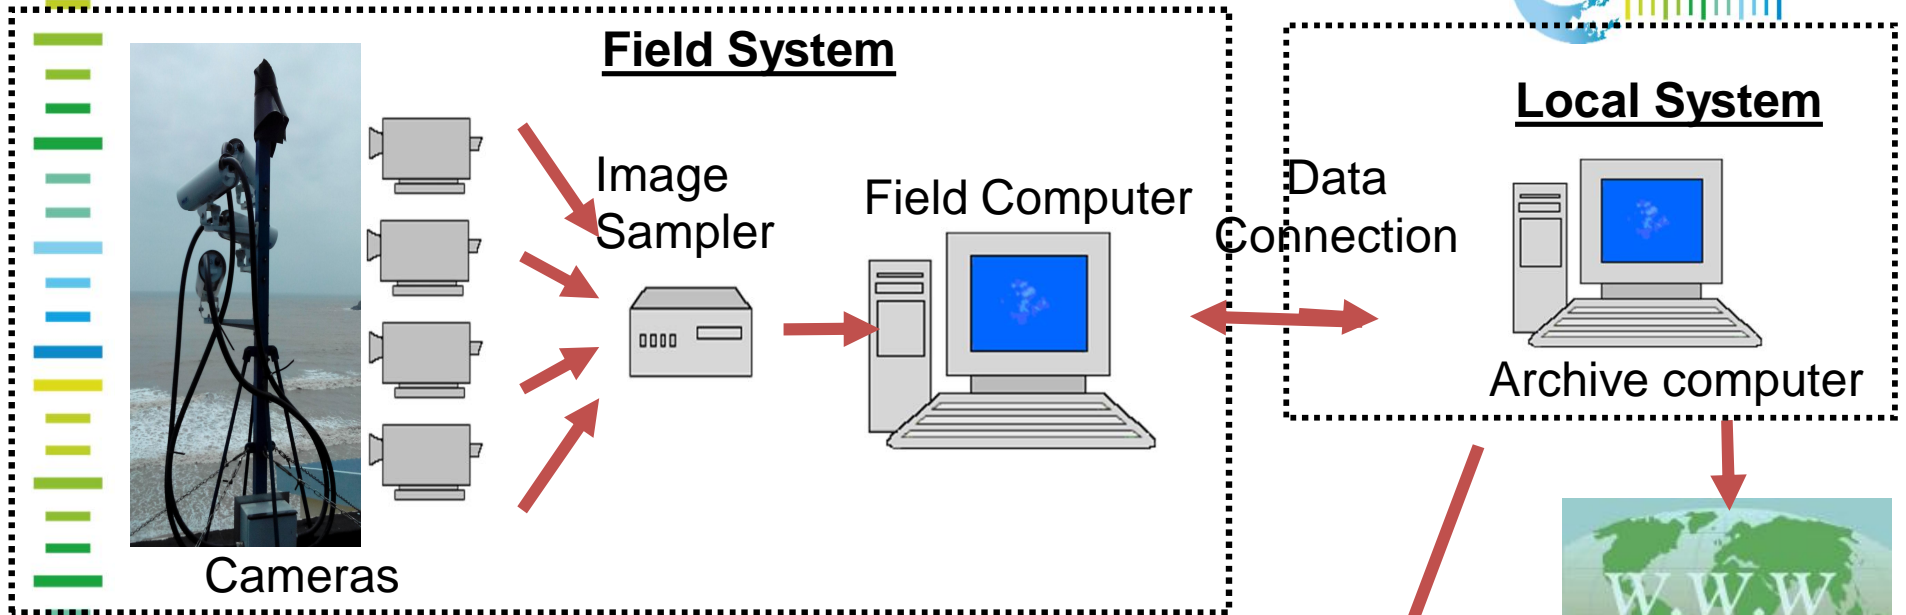 Field System
Local System
Image
Sampler
Field Computer
Data
Connection
Archive computer
Cameras
W.W.W